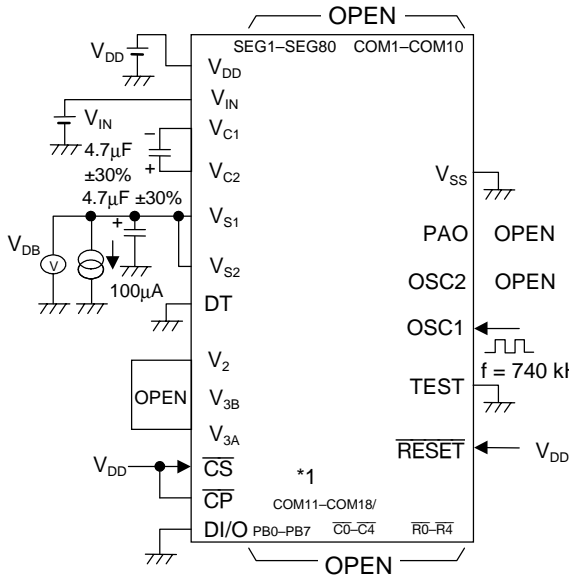 OPEN
SEG1–SEG80 COM1–COM10
VDD
VDD
VIN
VIN
VC1
–
4.7μF
±30%
+
VC2
4.7μF ±30%
+
VS1
VDB
V
100μA
VS2
DT
VSS
PAO OPEN
OSC2 OPEN
OSC1
f = 740 kH
TEST
V2
OPEN
V3B
V3A
RESET
VDD
VDD
CS
CP
*1
COM11–COM18/
DI/O PB0–PB7 C0–C4 R0–R4
OPEN